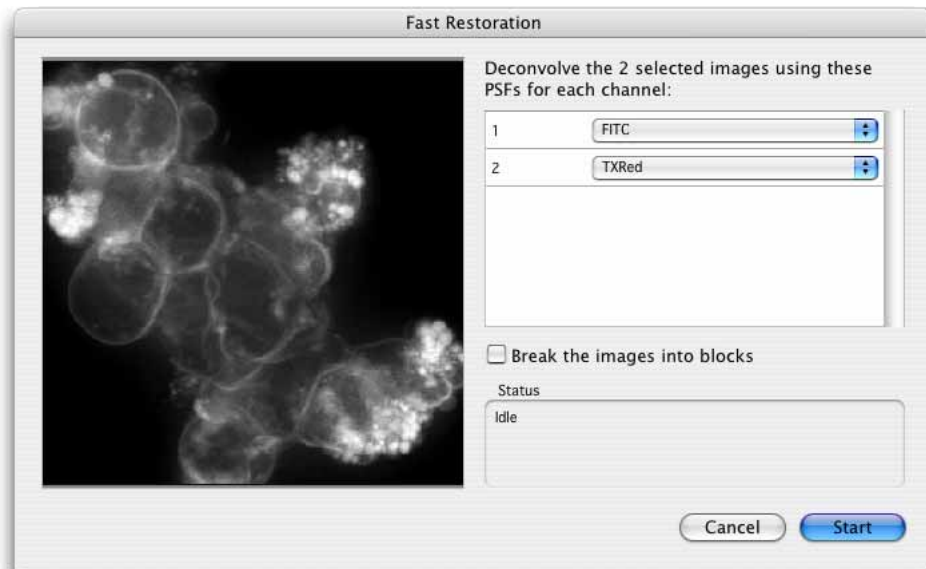 Fast Restoration
Deconvolve the 2 selected images using these
PSFs for each channel:
1 FITC
2 TXRed
Break the images into blocks
Status
Idle
Cancel Start